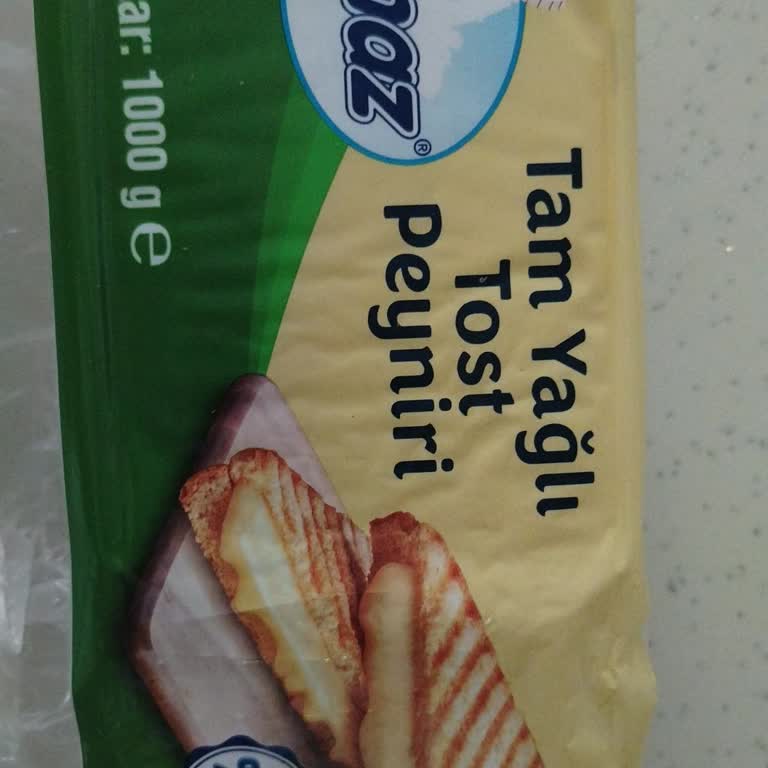 Tam Yağlı
Tost
Peyniri
1000 g e